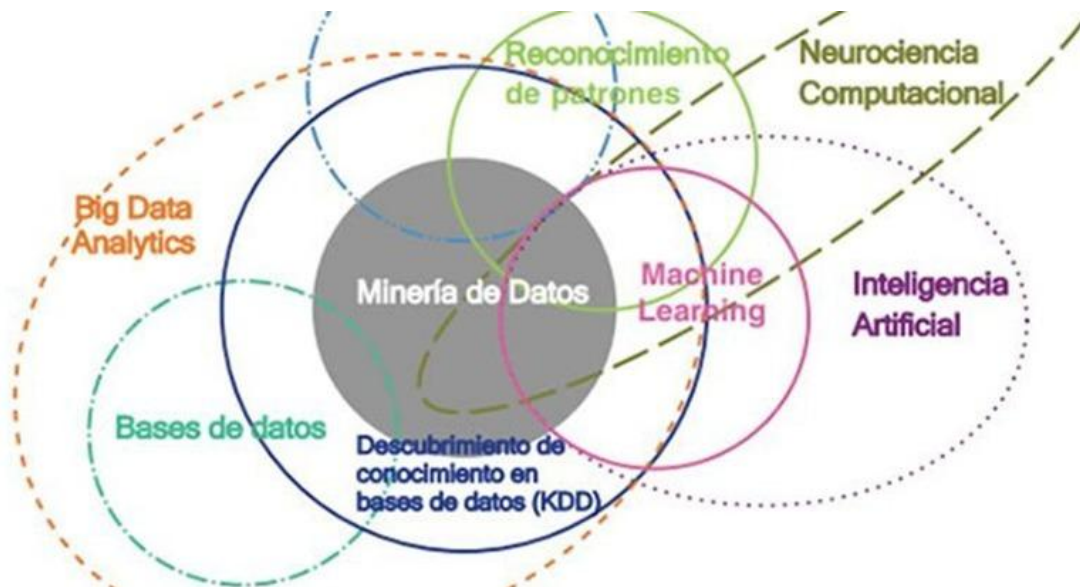 Reconocimiento
de patrones
Neurociencia
Computacional
Big Data
Analytics
Minería de Datos
Machine
Learning
Inteligencia
Artificial
Bases de datos
Descubrimiento de
conocimiento en
bases de datos (KDD)